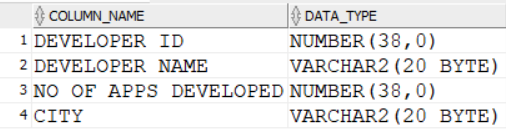 COLUMN_NAME DATA_TYPE
1 DEVELOPER ID NUMBER(38,0)
2 DEVELOPER NAME VARCHAR2(20 BYTE)
3 NO OF APPS DEVELOPED NUMBER(38,0)
4 CITY VARCHAR2(20 BYTE)